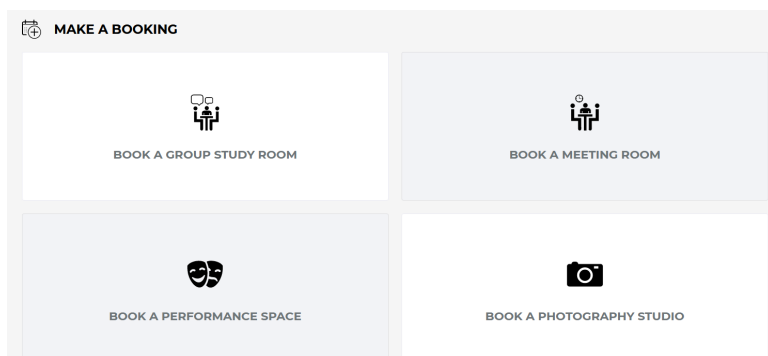 MAKE A BOOKING
BOOK A GROUP STUDY ROOM
BOOK A MEETING ROOM
BOOK A PERFORMANCE SPACE
BOOK A PHOTOGRAPHY STUDIO